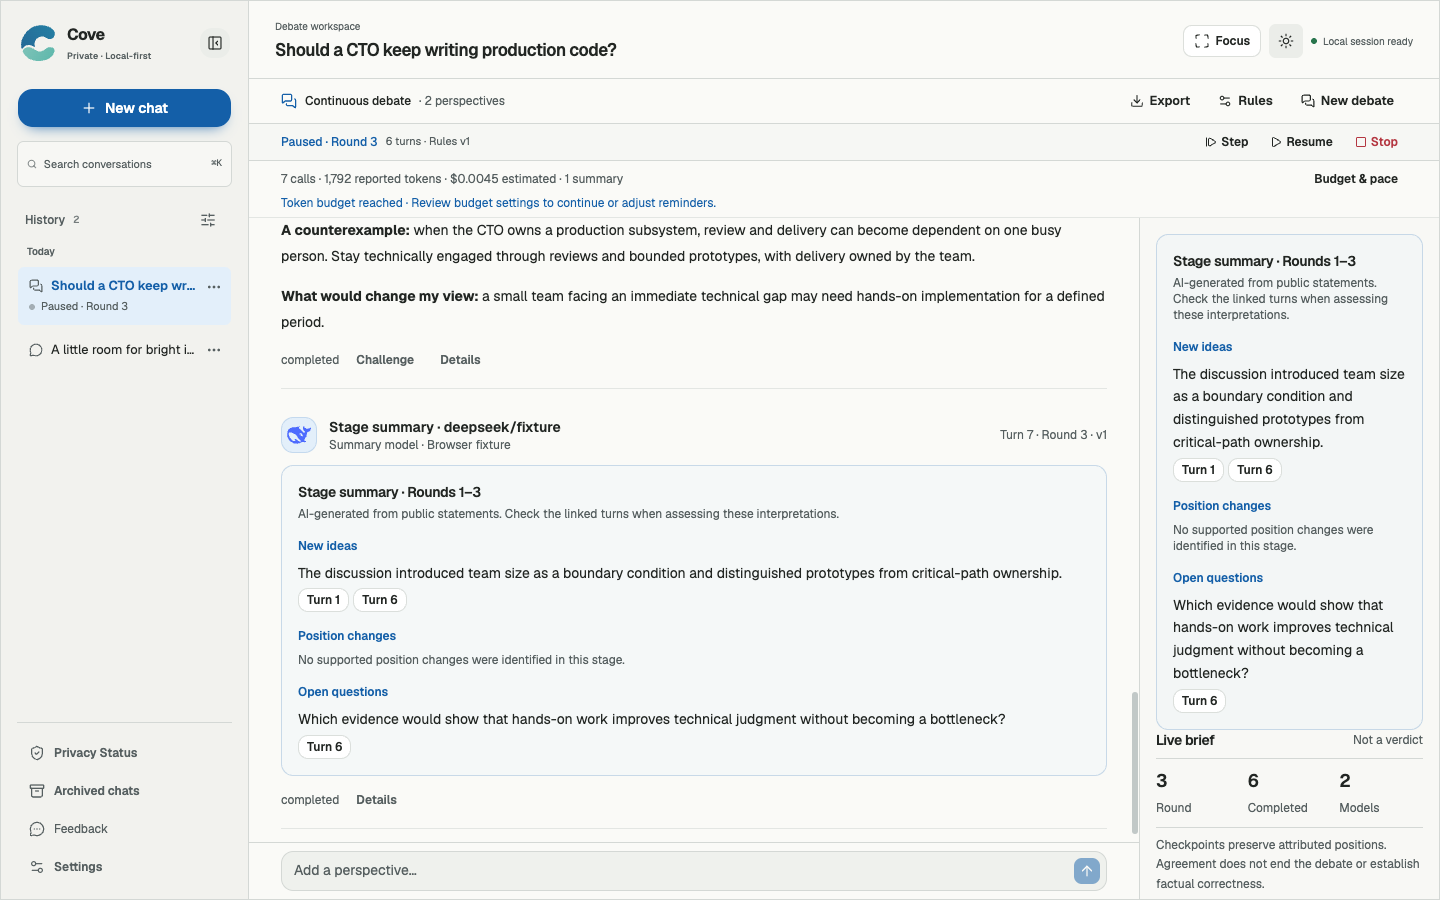 Cove
Private · Local-first
New chat
Search conversations
⌘K
History 2
Today
Should a CTO keep wr...
Paused · Round 3
A little room for bright i...
Privacy Status
Archived chats
Feedback
Settings
Debate workspace
Should a CTO keep writing production code?
Focus
Local session ready
Continuous debate · 2 perspectives
Export
Rules
New debate
Paused · Round 3 6 turns · Rules v1
Step
Resume
Stop
7 calls · 1,792 reported tokens · $0.0045 estimated · 1 summary
Budget & pace
Token budget reached · Review budget settings to continue or adjust reminders.
A counterexample: when the CTO owns a production subsystem, review and delivery can become dependent on one busy
person. Stay technically engaged through reviews and bounded prototypes, with delivery owned by the team.
What would change my view: a small team facing an immediate technical gap may need hands-on implementation for a defined
period.
completed Challenge Details
Stage summary · deepseek/fixture
Summary model · Browser fixture
Turn 7 · Round 3 · v1
Stage summary · Rounds 1–3
AI-generated from public statements. Check the linked turns when assessing these interpretations.
New ideas
The discussion introduced team size as a boundary condition and distinguished prototypes from critical-path ownership.
Turn 1 Turn 6
Position changes
No supported position changes were identified in this stage.
Open questions
Which evidence would show that hands-on work improves technical judgment without becoming a bottleneck?
Turn 6
completed Details
Add a perspective...
Stage summary · Rounds 1–3
AI-generated from public statements.
Check the linked turns when assessing
these interpretations.
New ideas
The discussion introduced team size
as a boundary condition and
distinguished prototypes from
critical-path ownership.
Turn 1 Turn 6
Position changes
No supported position changes were
identified in this stage.
Open questions
Which evidence would show that
hands-on work improves technical
judgment without becoming a
bottleneck?
Turn 6
Live brief
Not a verdict
3 6 2
Round Completed Models
Checkpoints preserve attributed positions.
Agreement does not end the debate or establish
factual correctness.